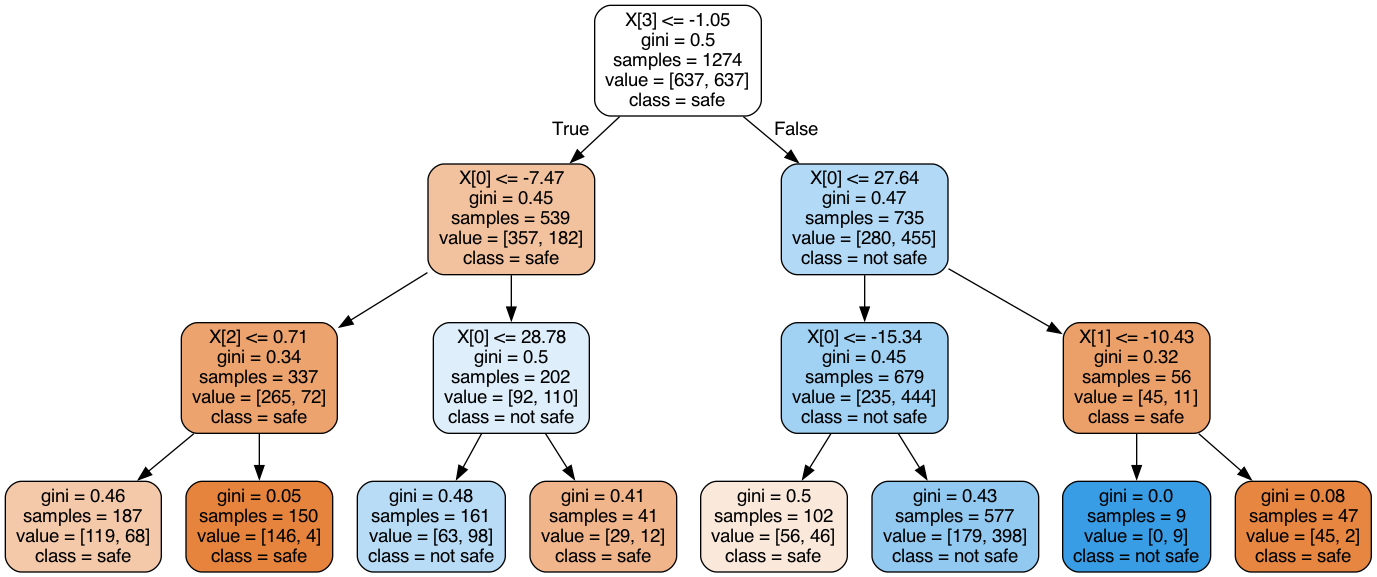 X[3] <= -1.05
gini = 0.5
samples = 1274
value = [637, 637]
class = safe
True
False
X[0] <= -7.47
gini = 0.45
samples = 539
value = [357, 182]
class = safe
X[0] <= 27.64
gini = 0.47
samples = 735
value = [280, 455]
class = not safe
X[2] <= 0.71
gini = 0.34
samples = 337
value = [265, 72]
class = safe
X[0] <= 28.78
gini = 0.5
samples = 202
value = [92, 110]
class = not safe
X[0] <= -15.34
gini = 0.45
samples = 679
value = [235, 444]
class = not safe
X[1] <= -10.43
gini = 0.32
samples = 56
value = [45, 11]
class = safe
gini = 0.46
samples = 187
value = [119, 68]
class = safe
gini = 0.05
samples = 150
value = [146, 4]
class = safe
gini = 0.48
samples = 161
value = [63, 98]
class = not safe
gini = 0.41
samples = 41
value = [29, 12]
class = safe
gini = 0.5
samples = 102
value = [56, 46]
class = safe
gini = 0.43
samples = 577
value = [179, 398]
class = not safe
gini = 0.0
samples = 9
value = [0, 9]
class = not safe
gini = 0.08
samples = 47
value = [45, 2]
class = safe